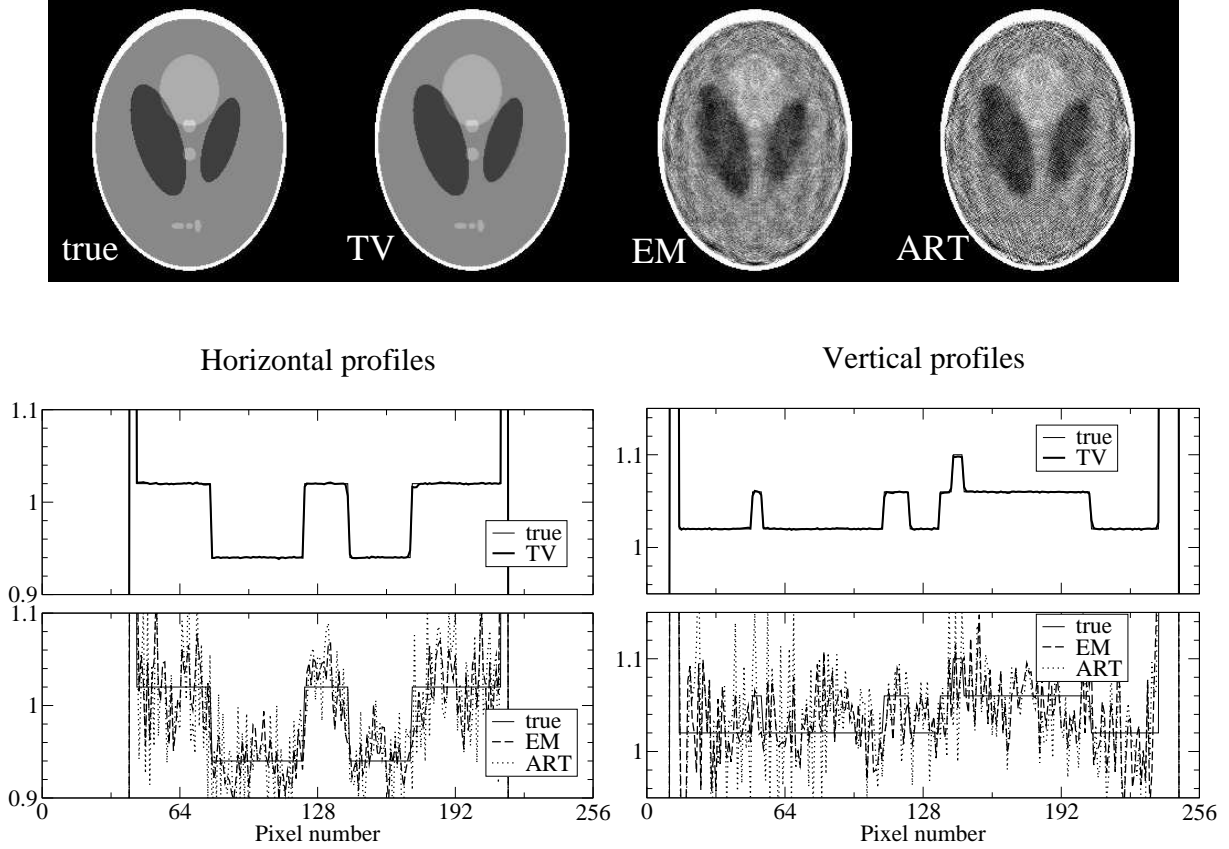 true TV EM ART
Horizontal profiles
Vertical profiles
1.1
1
0.9
true
TV
1.1
1
true
TV
1.1
1
0.9
true
EM
ART
0 64 128 192 256
Pixel number
1.1
1
true
EM
ART
0 64 128 192 256
Pixel number